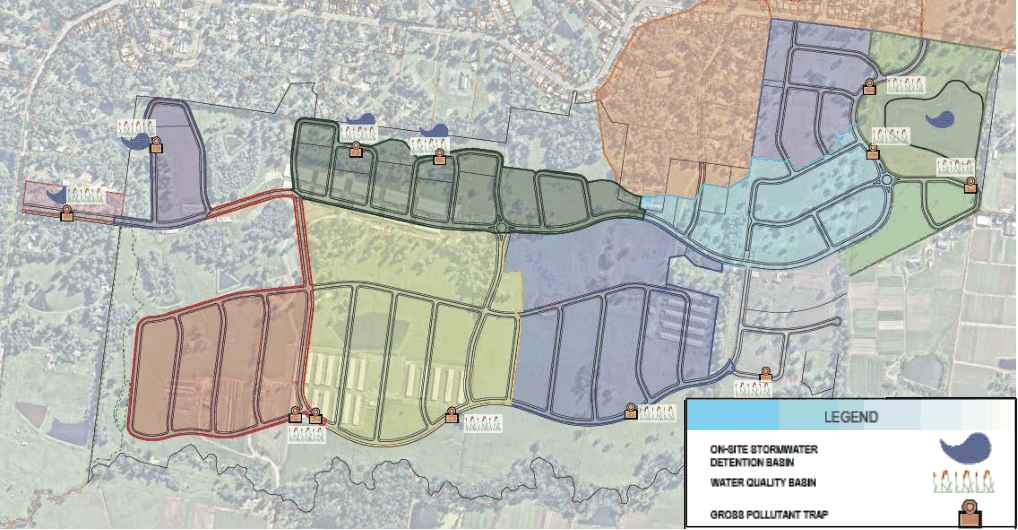 LEGEND
ON-SITE STORMWATER
DETENTION BASIN
WATER QUALITY BASIN
GROSS POLLUTANT TRAP